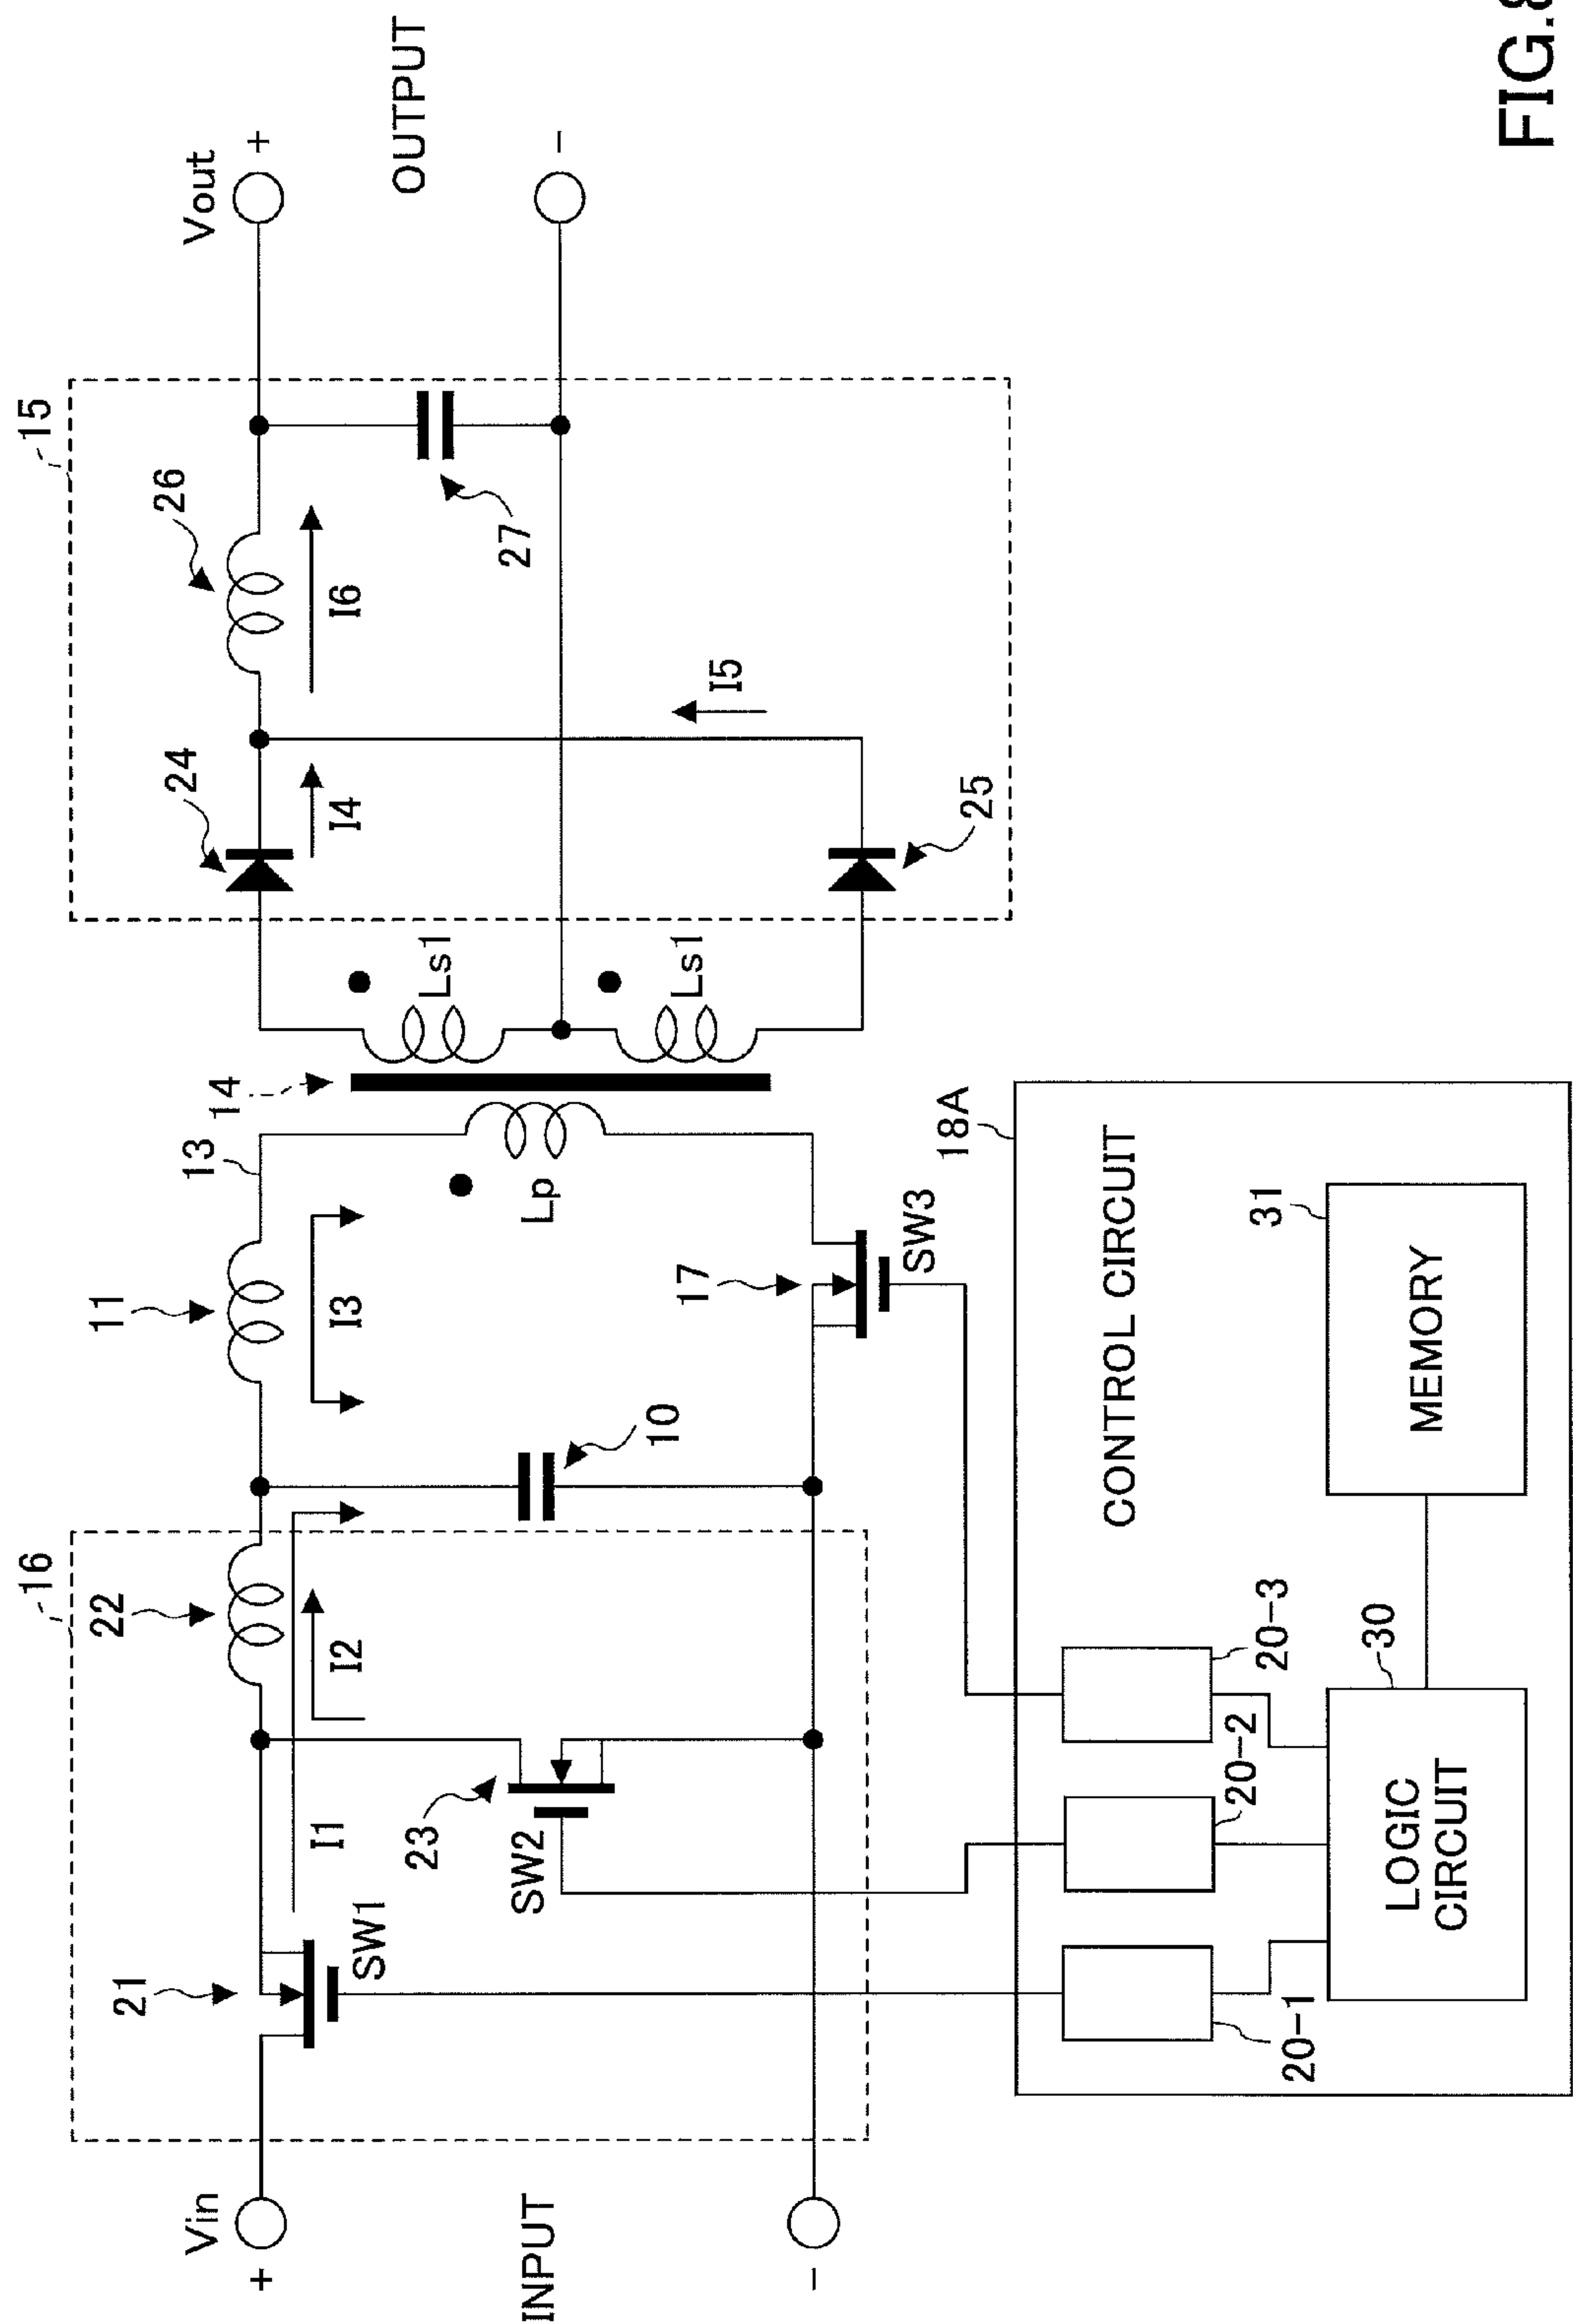 Vin
+
INPUT
-
16
21
SW1
I1
22
I2
23
SW2
10
11
I3
13
14
Lp
17
SW3
Ls1
Ls1
15
24
I4
25
I5
26
I6
27
Vout
+
OUTPUT
-
18A
CONTROL CIRCUIT
20-1
20-2
20-3
30
LOGIC
CIRCUIT
31
MEMORY
FIG.8